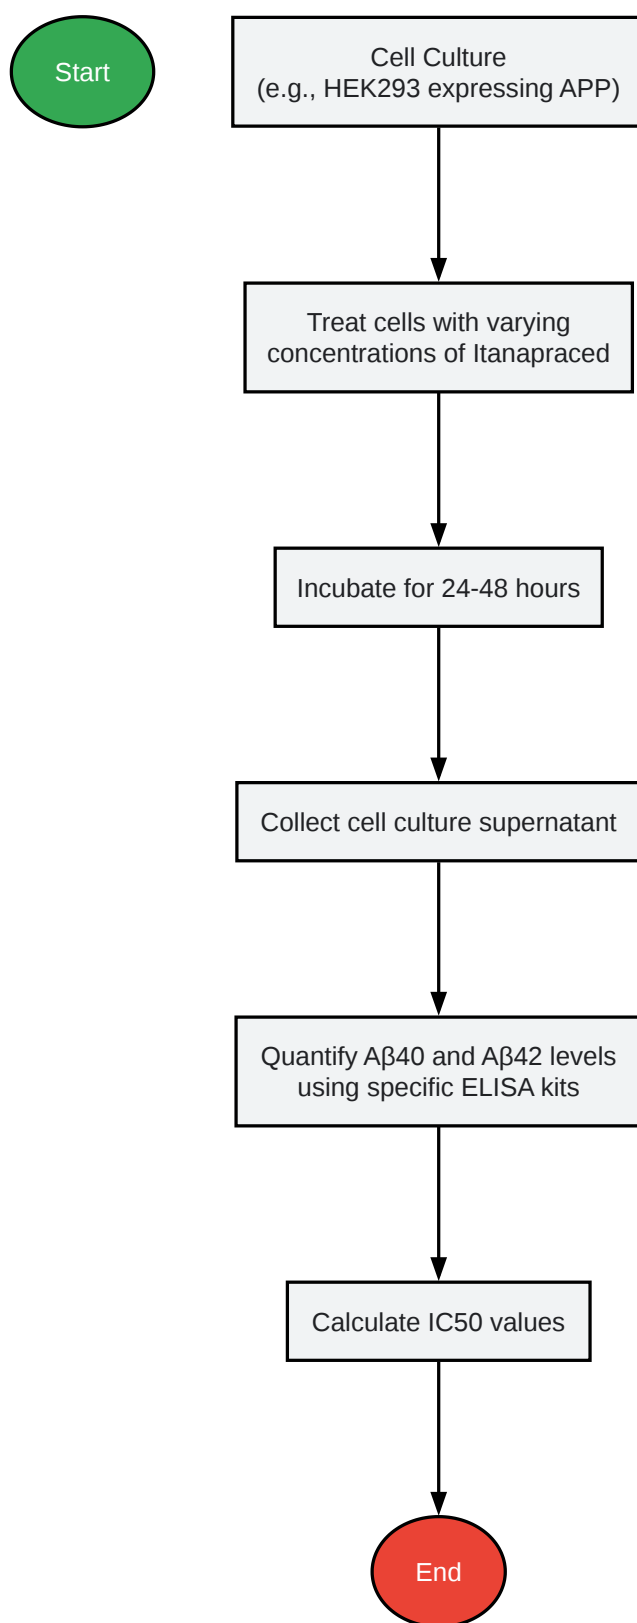 Start
Cell Culture
(e.g., HEK293 expressing APP)
Treat cells with varying
concentrations of Itanapraced
Incubate for 24-48 hours
Collect cell culture supernatant
Quantify Aβ40 and Aβ42 levels
using specific ELISA kits
Calculate IC50 values
End